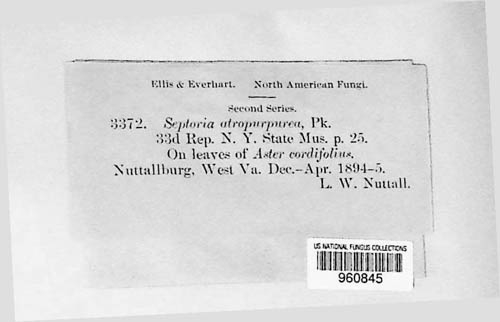 Ellis & Everhart. North American Fungi.
Second Series.
3372. Septoria atropurpurea, Pk.
33d Rep. N. Y. State Mus. p. 25.
On leaves of Aster cordifolius.
Nuttallburg, West Va. Dec.–Apr. 1894–5.
L. W. Nuttall.
US NATIONAL FUNGUS COLLECTIONS
960845